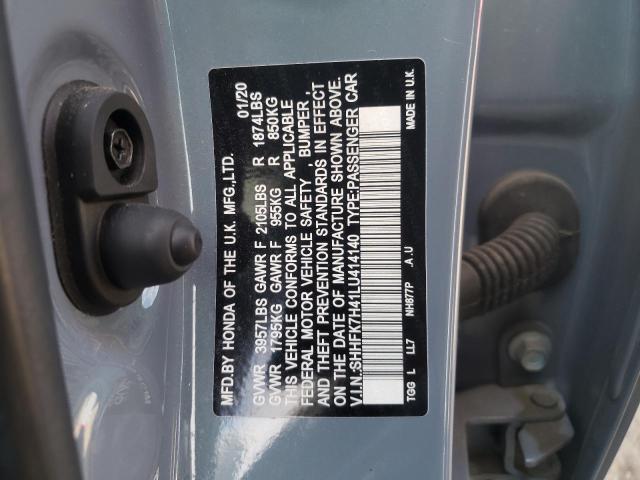 MFD.BY HONDA OF THE U.K. MFG.,LTD. 01/20
GVWR 3957LBS GAWR F 2105LBS R 1874LBS
GVWR 1795KG GAWR F 955KG R 850KG
THIS VEHICLE CONFORMS TO ALL APPLICABLE
FEDERAL MOTOR VEHICLE SAFETY , BUMPER ,
AND THEFT PREVENTION STANDARDS IN EFFECT
ON THE DATE OF MANUFACTURE SHOWN ABOVE.
V.I.N.:SHHFK7H41LU414140 TYPE:PASSENGER CAR
TGG L LL7 NH877P A.U MADE IN U.K.